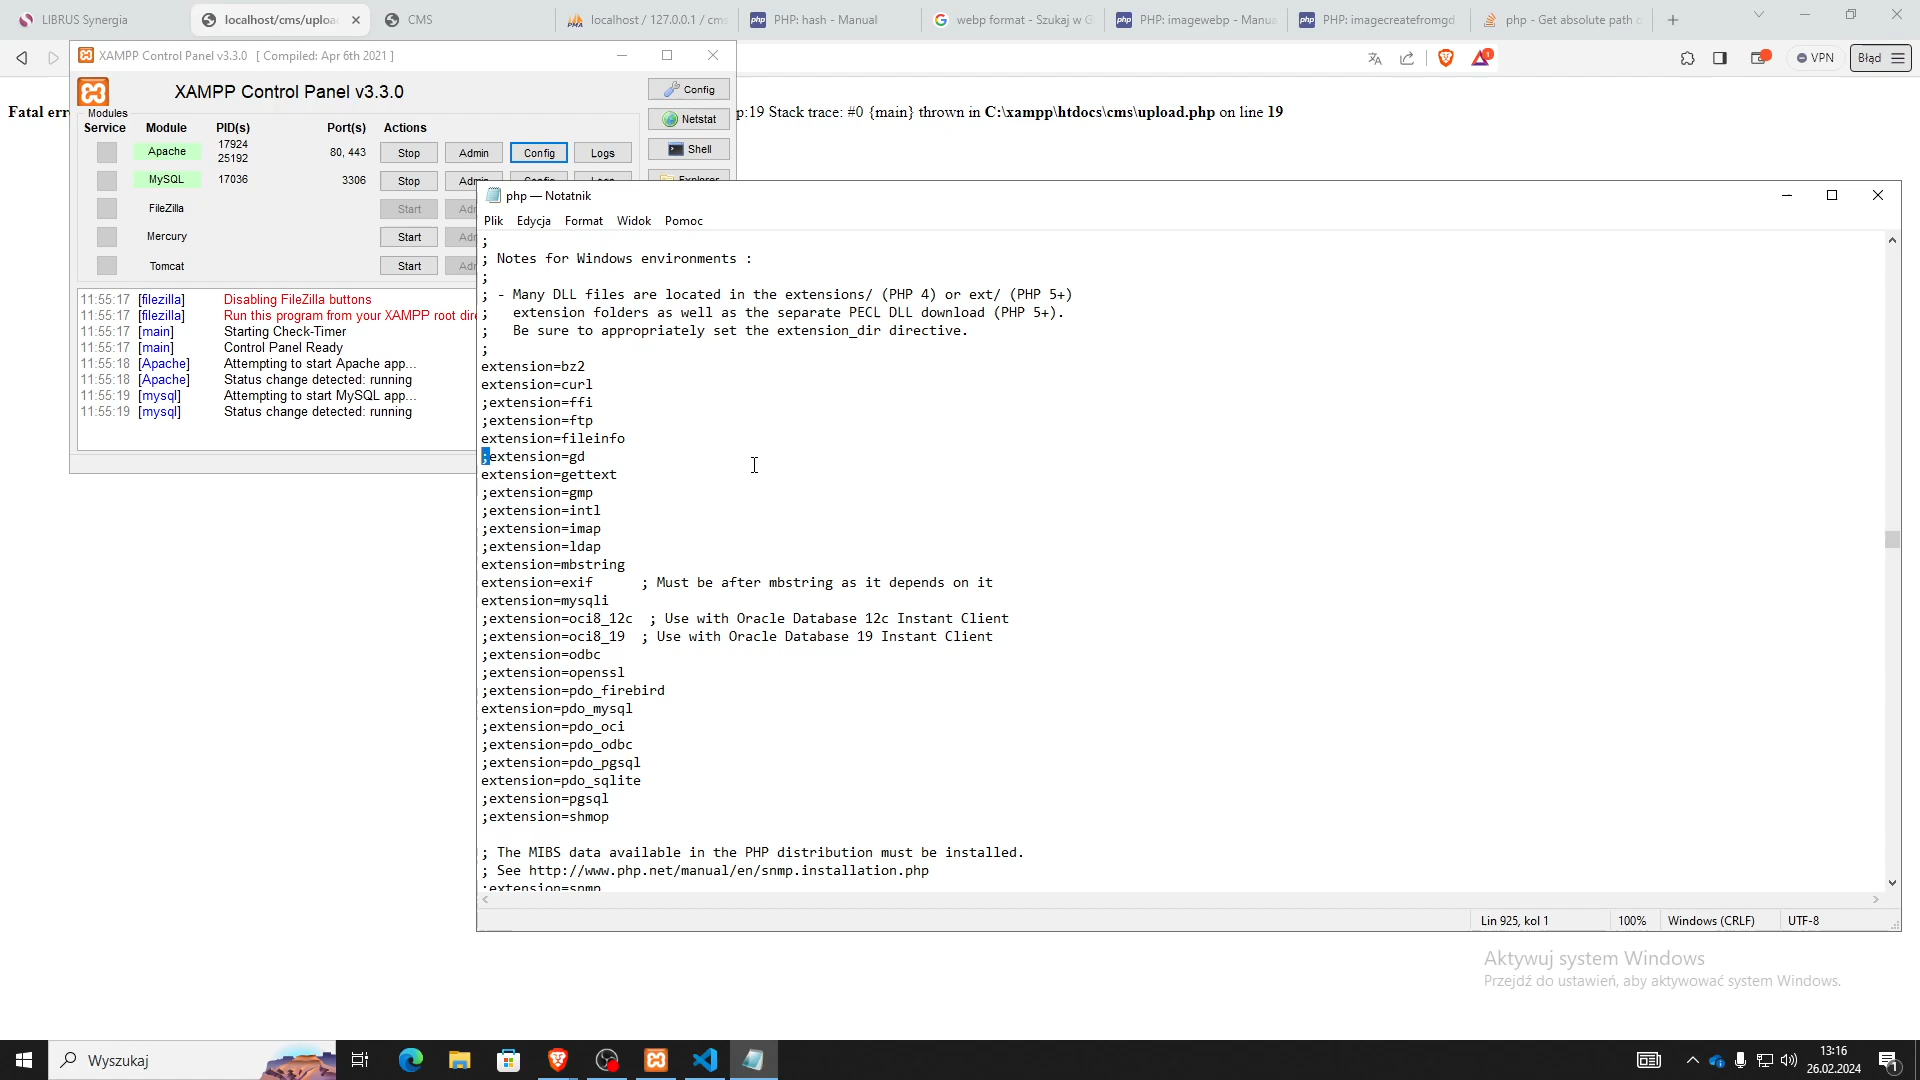 LIBRUS Synergia
localhost/cms/uploa
CMS
localhost / 127.0.0.1 / cms
PHP: hash - Manual
webp format - Szukaj w G
PHP: imagewebp - Manua
PHP: imagecreatefromgd
php - Get absolute path o
VPN
Błąd
1
XAMPP Control Panel v3.3.0 [ Compiled: Apr 6th 2021 ]
XAMPP Control Panel v3.3.0
Config
Netstat
Shell
Explorer
Modules
Service
Module
PID(s)
Port(s)
Actions
Apache
17924
25192
80, 443
Stop
Admin
Config
Logs
MySQL
17036
3306
Stop
Admin
Config
Logs
FileZilla
Start
Ad
Mercury
Start
Ad
Tomcat
Start
Ad
11:55:17 [filezilla] Disabling FileZilla buttons
11:55:17 [filezilla] Run this program from your XAMPP root dire
11:55:17 [main] Starting Check-Timer
11:55:17 [main] Control Panel Ready
11:55:18 [Apache] Attempting to start Apache app...
11:55:18 [Apache] Status change detected: running
11:55:19 [mysql] Attempting to start MySQL app...
11:55:19 [mysql] Status change detected: running
Fatal erro
p:19 Stack trace: #0 {main} thrown in C:\xampp\htdocs\cms\upload.php on line 19
php — Notatnik
Plik Edycja Format Widok Pomoc
;
; Notes for Windows environments :
;
; - Many DLL files are located in the extensions/ (PHP 4) or ext/ (PHP 5+)
;   extension folders as well as the separate PECL DLL download (PHP 5+).
;   Be sure to appropriately set the extension_dir directive.
;
extension=bz2
extension=curl
;extension=ffi
;extension=ftp
extension=fileinfo
;extension=gd
extension=gettext
;extension=gmp
;extension=intl
;extension=imap
;extension=ldap
extension=mbstring
extension=exif      ; Must be after mbstring as it depends on it
extension=mysqli
;extension=oci8_12c  ; Use with Oracle Database 12c Instant Client
;extension=oci8_19  ; Use with Oracle Database 19 Instant Client
;extension=odbc
;extension=openssl
;extension=pdo_firebird
extension=pdo_mysql
;extension=pdo_oci
;extension=pdo_odbc
;extension=pdo_pgsql
extension=pdo_sqlite
;extension=pgsql
;extension=shmop
; The MIBS data available in the PHP distribution must be installed.
; See http://www.php.net/manual/en/snmp.installation.php
;extension=snmp
Lin 925, kol 1
100%
Windows (CRLF)
UTF-8
Aktywuj system Windows
Przejdź do ustawień, aby aktywować system Windows.
Wyszukaj
13:16
26.02.2024
1